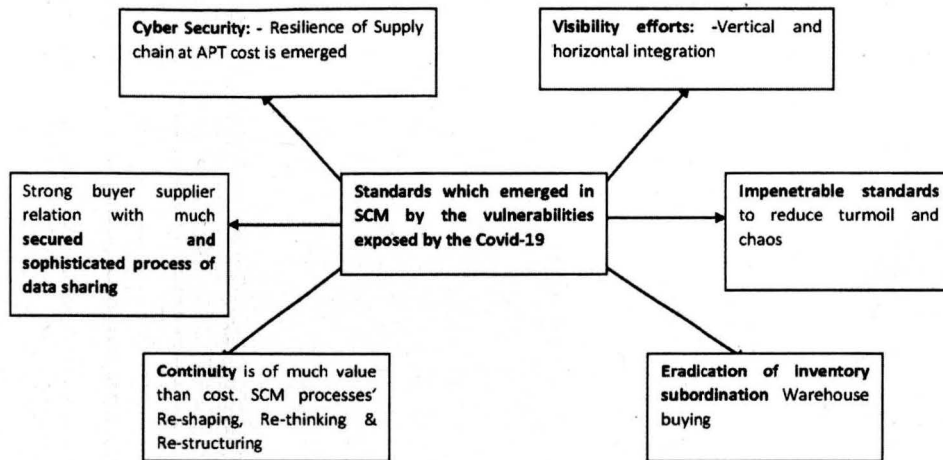 Cyber Security: - Resilience of Supply
chain at APT cost is emerged
Visibility efforts: -Vertical and
horizontal integration
Strong buyer supplier
relation with much
secured and
sophisticated process of
data sharing
Standards which emerged in
SCM by the vulnerabilities
exposed by the Covid-19
Impenetrable standards
to reduce turmoil and
chaos
Continuity is of much value
than cost. SCM processes'
Re-shaping, Re-thinking &
Re-structuring
Eradication of inventory
subordination Warehouse
buying